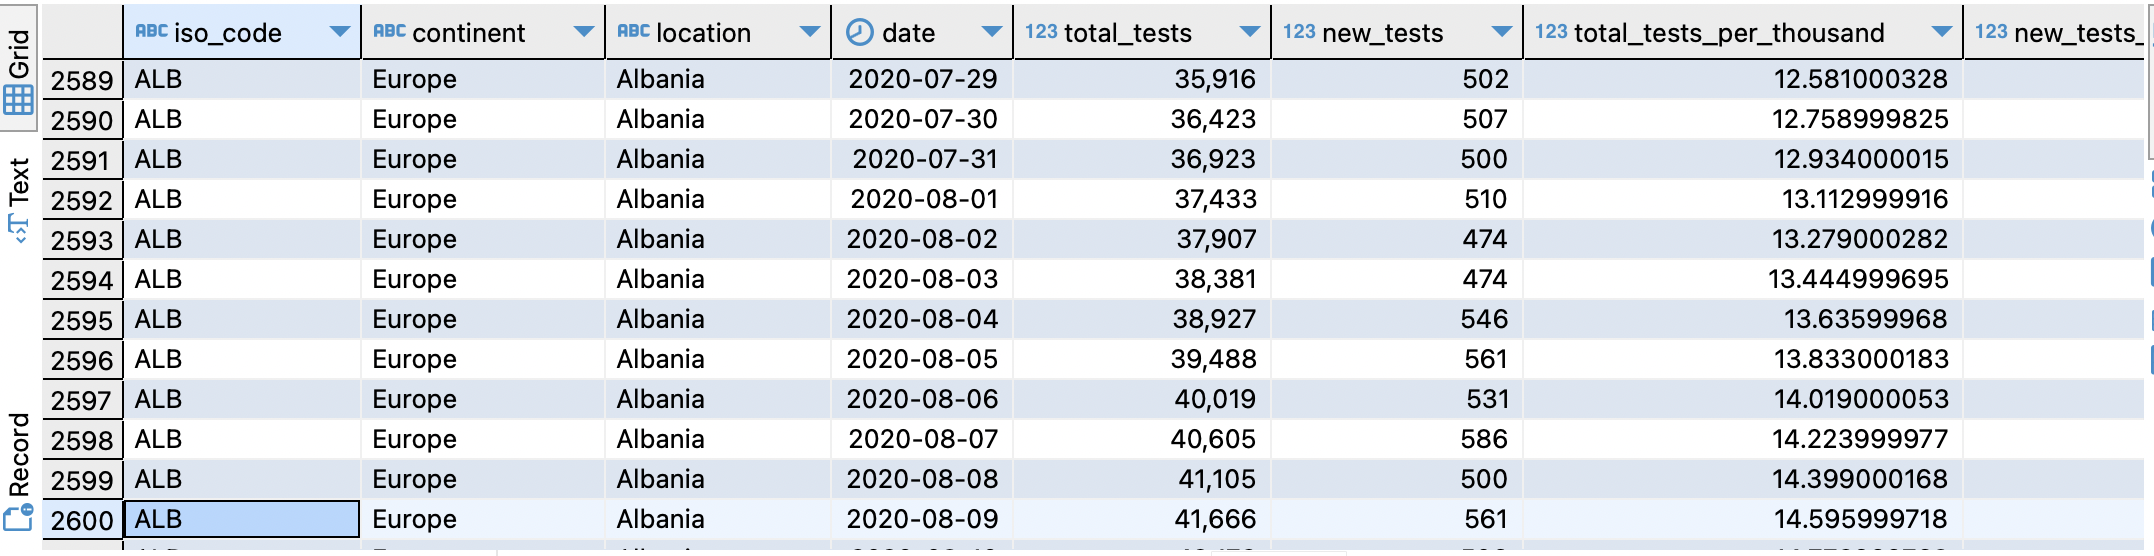 Grid
Text
Record
ABC iso_code ABC continent ABC location date 123 total_tests 123 new_tests 123 total_tests_per_thousand 123 new_tests_
2589 ALB Europe Albania 2020-07-29 35,916 502 12.581000328
2590 ALB Europe Albania 2020-07-30 36,423 507 12.758999825
2591 ALB Europe Albania 2020-07-31 36,923 500 12.934000015
2592 ALB Europe Albania 2020-08-01 37,433 510 13.112999916
2593 ALB Europe Albania 2020-08-02 37,907 474 13.279000282
2594 ALB Europe Albania 2020-08-03 38,381 474 13.444999695
2595 ALB Europe Albania 2020-08-04 38,927 546 13.63599968
2596 ALB Europe Albania 2020-08-05 39,488 561 13.833000183
2597 ALB Europe Albania 2020-08-06 40,019 531 14.019000053
2598 ALB Europe Albania 2020-08-07 40,605 586 14.223999977
2599 ALB Europe Albania 2020-08-08 41,105 500 14.399000168
2600 ALB Europe Albania 2020-08-09 41,666 561 14.595999718